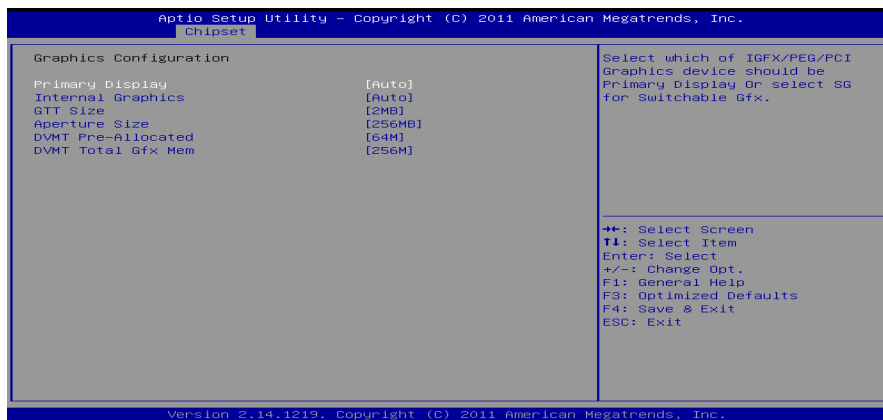 Aptio Setup Utility – Copyright (C) 2011 American Megatrends, Inc.
Chipset
Graphics Configuration
Primary Display [Auto]
Internal Graphics [Auto]
GTT Size [2MB]
Aperture Size [256MB]
DVMT Pre-Allocated [64M]
DVMT Total Gfx Mem [256M]
Select which of IGFX/PEG/PCI
Graphics device should be
Primary Display Or select SG
for Switchable Gfx.
→←: Select Screen
↑↓: Select Item
Enter: Select
+/-: Change Opt.
F1: General Help
F3: Optimized Defaults
F4: Save & Exit
ESC: Exit
Version 2.14.1219. Copyright (C) 2011 American Megatrends, Inc.